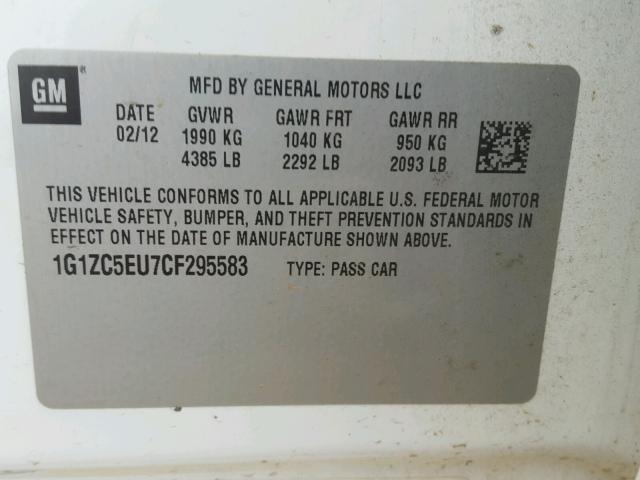 GM ®
MFD BY GENERAL MOTORS LLC
DATE GVWR GAWR FRT GAWR RR
02/12 1990 KG 1040 KG 950 KG
4385 LB 2292 LB 2093 LB
THIS VEHICLE CONFORMS TO ALL APPLICABLE U.S. FEDERAL MOTOR
VEHICLE SAFETY, BUMPER, AND THEFT PREVENTION STANDARDS IN
EFFECT ON THE DATE OF MANUFACTURE SHOWN ABOVE.
1G1ZC5EU7CF295583 TYPE: PASS CAR